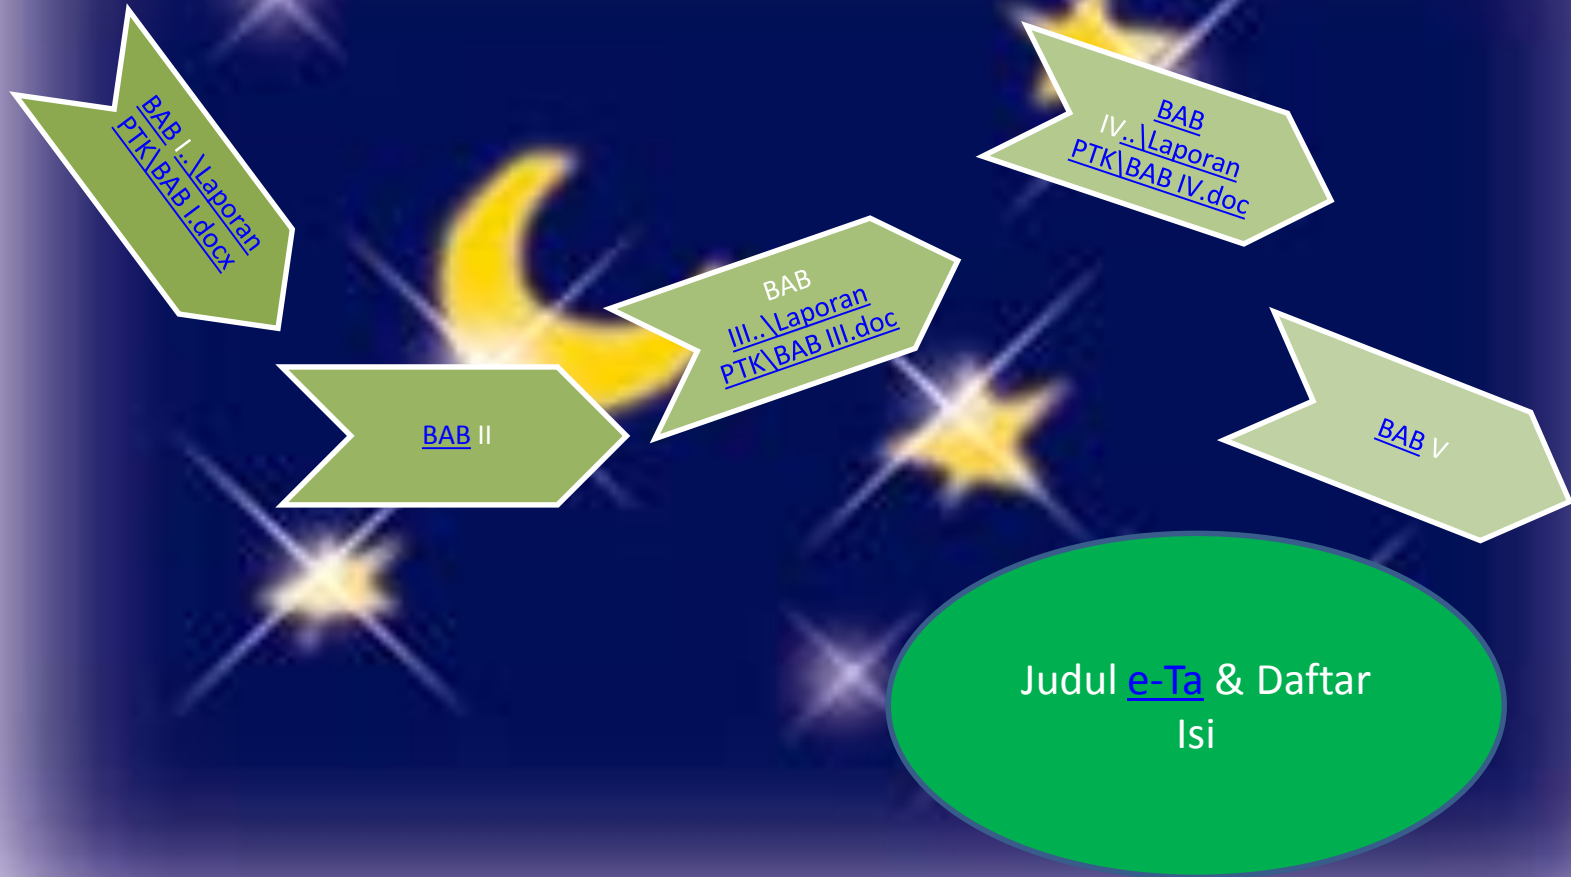 BAB I..\Laporan
PTK\BAB I.docx
BAB II
BAB
III..\Laporan
PTK\BAB III.doc
BAB
IV..\Laporan
PTK\BAB IV.doc
BAB V
Judul e-Ta & Daftar
Isi